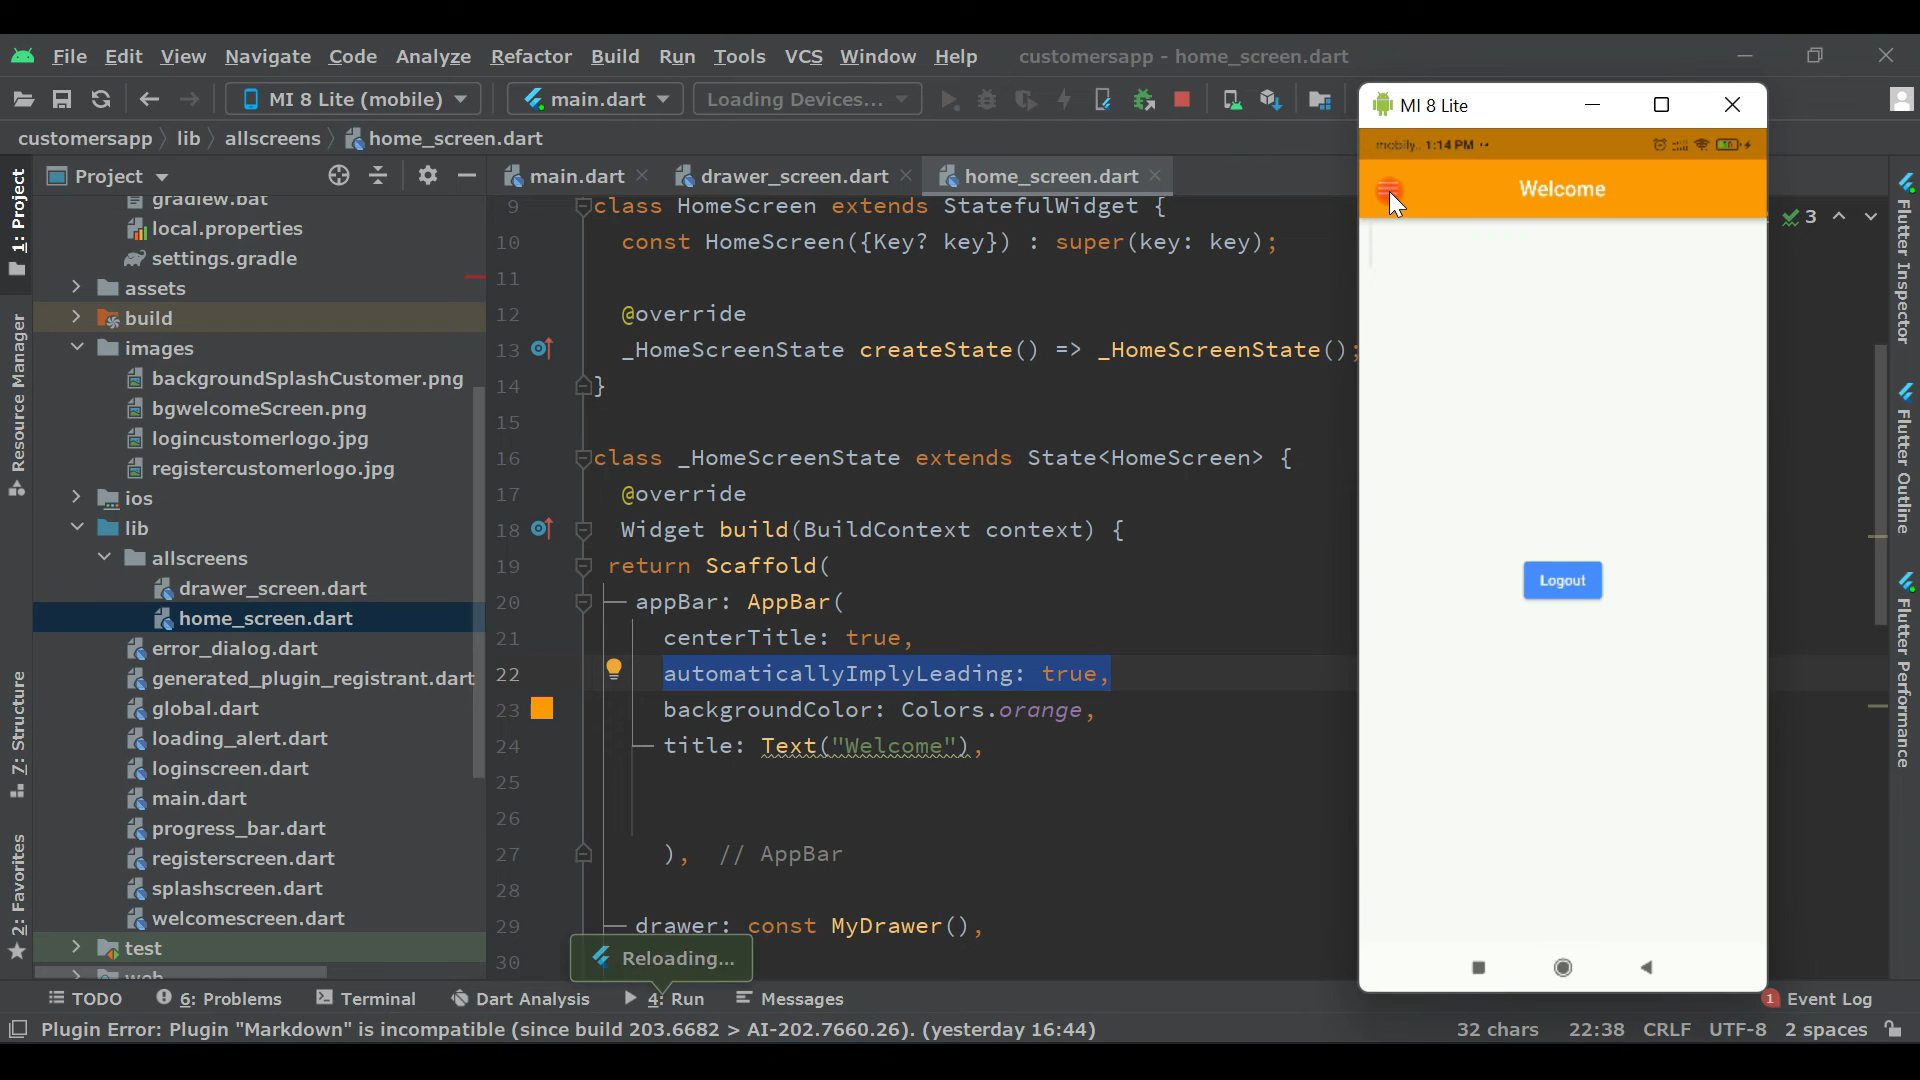 File Edit View Navigate Code Analyze Refactor Build Run Tools VCS Window Help customersapp - home_screen.dart
MI 8 Lite (mobile) main.dart Loading Devices...
customersapp lib allscreens home_screen.dart
1: Project
Resource Manager
7: Structure
2: Favorites
Project
gradlew.bat
local.properties
settings.gradle
assets
build
images
backgroundSplashCustomer.png
bgwelcomeScreen.png
logincustomerlogo.jpg
registercustomerlogo.jpg
ios
lib
allscreens
drawer_screen.dart
home_screen.dart
error_dialog.dart
generated_plugin_registrant.dart
global.dart
loading_alert.dart
loginscreen.dart
main.dart
progress_bar.dart
registerscreen.dart
splashscreen.dart
welcomescreen.dart
test
web
main.dart drawer_screen.dart home_screen.dart
9 class HomeScreen extends StatefulWidget {
10 const HomeScreen({Key? key}) : super(key: key);
11
12 @override
13 _HomeScreenState createState() => _HomeScreenState();
14 }
15
16 class _HomeScreenState extends State<HomeScreen> {
17 @override
18 Widget build(BuildContext context) {
19 return Scaffold(
20 appBar: AppBar(
21 centerTitle: true,
22 automaticallyImplyLeading: true,
23 backgroundColor: Colors.orange,
24 title: Text("Welcome"),
25
26
27 ), // AppBar
28
29 drawer: const MyDrawer(),
30
Reloading...
MI 8 Lite
mobily.. 1:14 PM ••
Welcome
Logout
3
Flutter Inspector
Flutter Outline
Flutter Performance
TODO 6: Problems Terminal Dart Analysis 4: Run Messages 1 Event Log
Plugin Error: Plugin "Markdown" is incompatible (since build 203.6682 > AI-202.7660.26). (yesterday 16:44) 32 chars 22:38 CRLF UTF-8 2 spaces